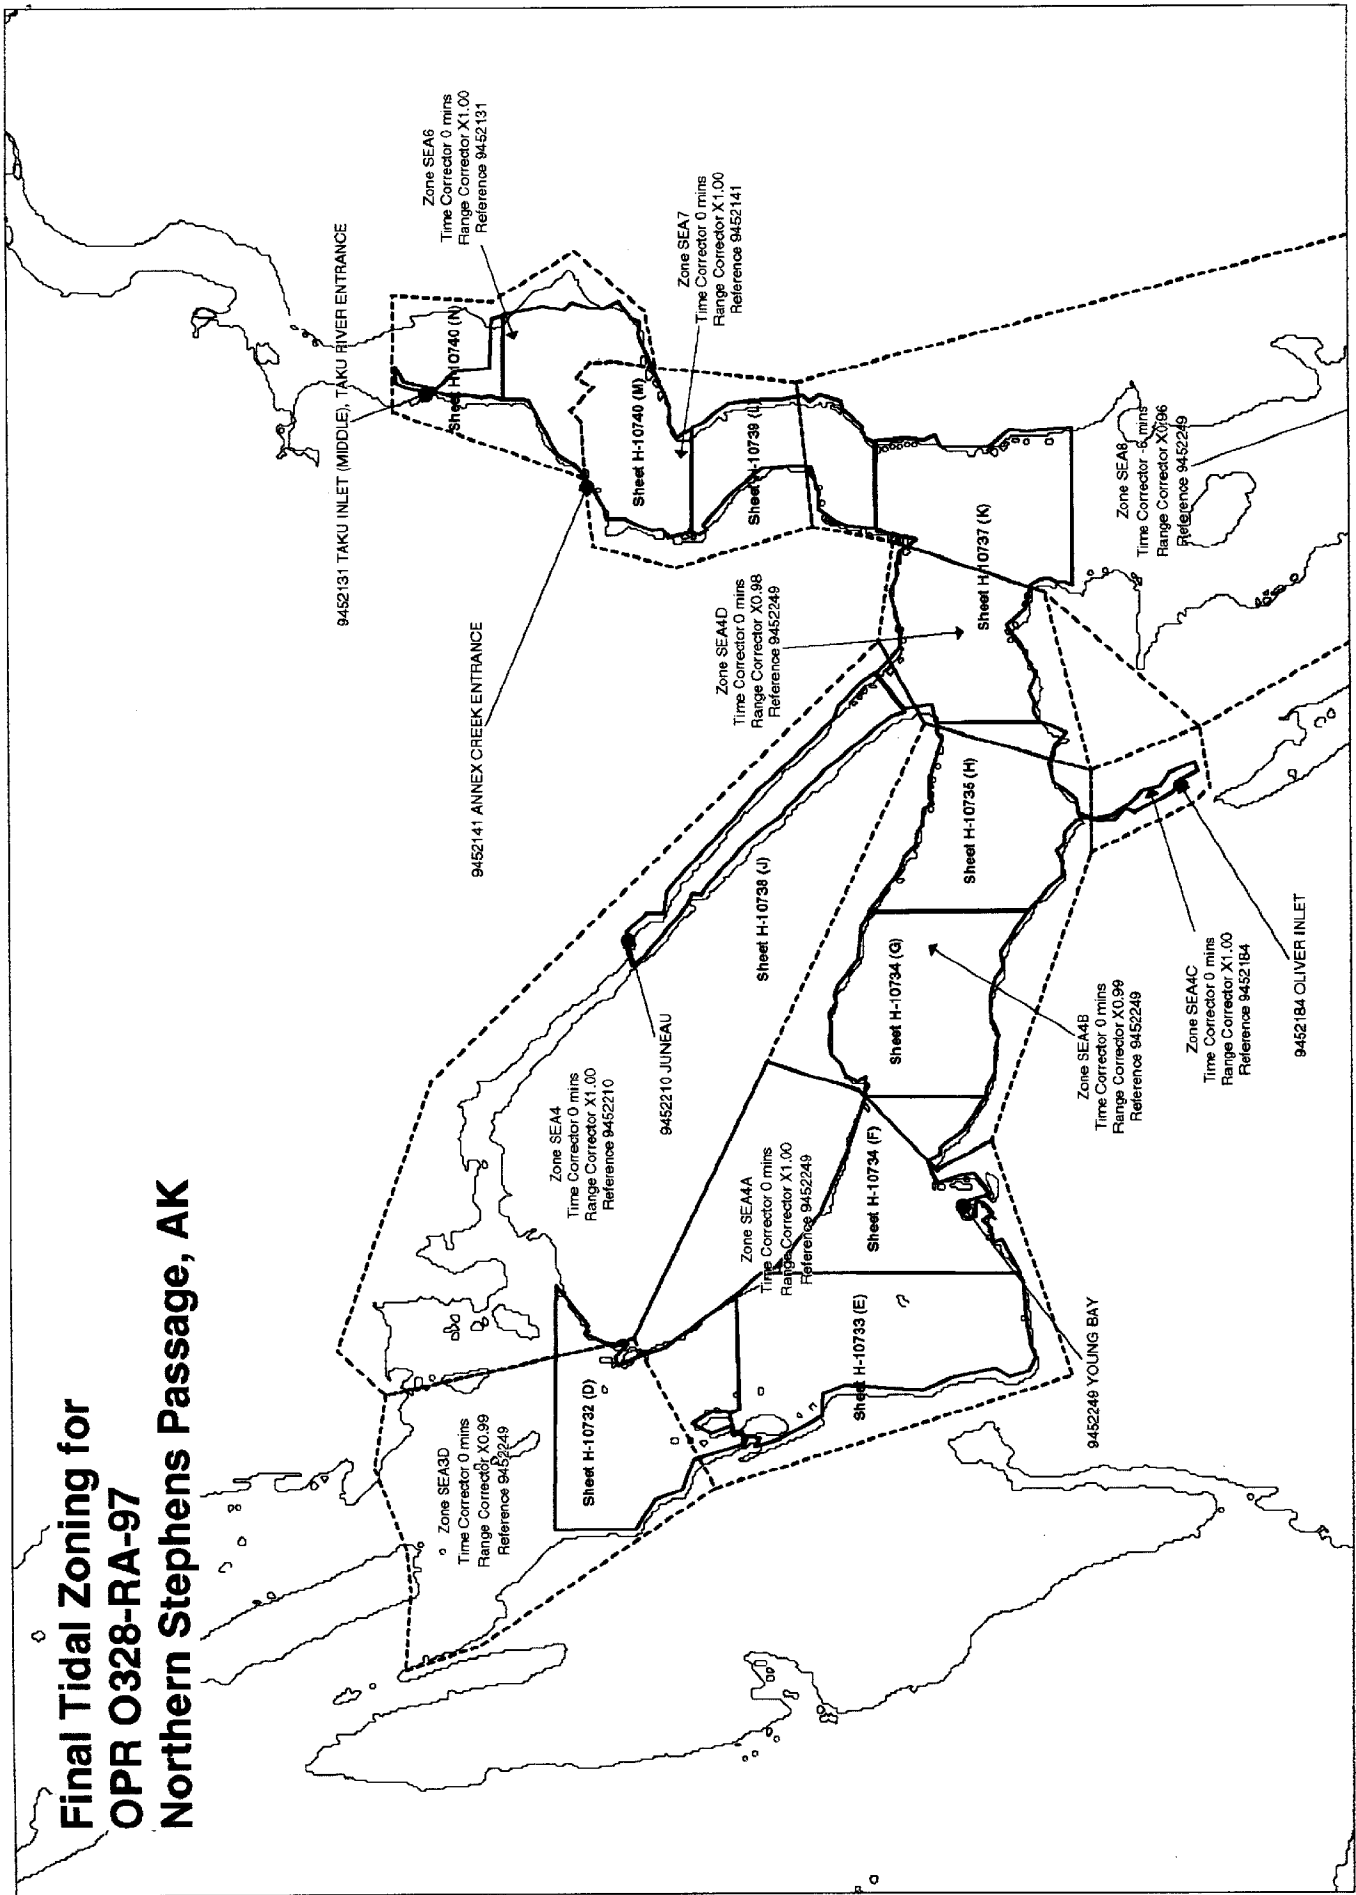 Final Tidal Zoning for
OPR O328-RA-97
Northern Stephens Passage, AK
9452131 TAKU INLET (MIDDLE), TAKU RIVER ENTRANCE
Zone SEA6
Time Corrector 0 mins
Range Corrector X1.00
Reference 9452131
Sheet H-10740 (N)
9452141 ANNEX CREEK ENTRANCE
Zone SEA7
Time Corrector 0 mins
Range Corrector X1.00
Reference 9452141
Sheet H-10740 (M)
Sheet H-10739 (L)
Zone SEA3D
Time Corrector 0 mins
Range Corrector X0.99
Reference 9452249
Sheet H-10732 (D)
Zone SEA4
Time Corrector 0 mins
Range Corrector X1.00
Reference 9452210
9452210 JUNEAU
Sheet H-10738 (J)
Zone SEA4D
Time Corrector 0 mins
Range Corrector X0.98
Reference 9452249
Zone SEA4A
Time Corrector 0 mins
Range Corrector X1.00
Reference 9452249
Sheet H-10733 (E)
Sheet H-10734 (F)
Sheet H-10734 (G)
Sheet H-10735 (H)
Sheet H-10737 (K)
Zone SEA8
Time Corrector -6 mins
Range Corrector X0.96
Reference 9452249
9452249 YOUNG BAY
Zone SEA4B
Time Corrector 0 mins
Range Corrector X0.99
Reference 9452249
Zone SEA4C
Time Corrector 0 mins
Range Corrector X1.00
Reference 9452184
9452184 OLIVER INLET